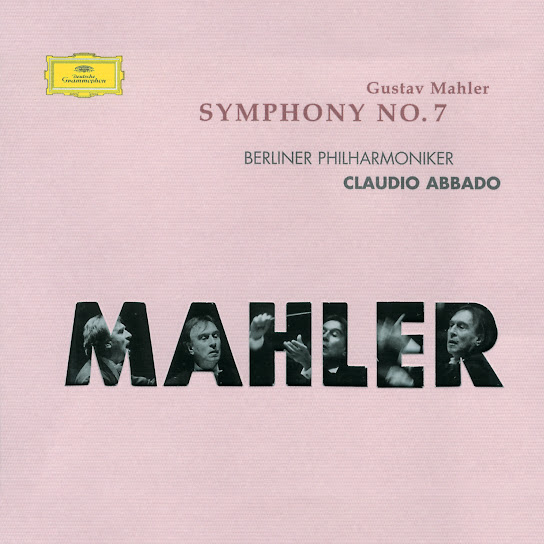 Deutsche
Grammophon
Gustav Mahler
SYMPHONY NO. 7
BERLINER PHILHARMONIKER
CLAUDIO ABBADO
MAHLER